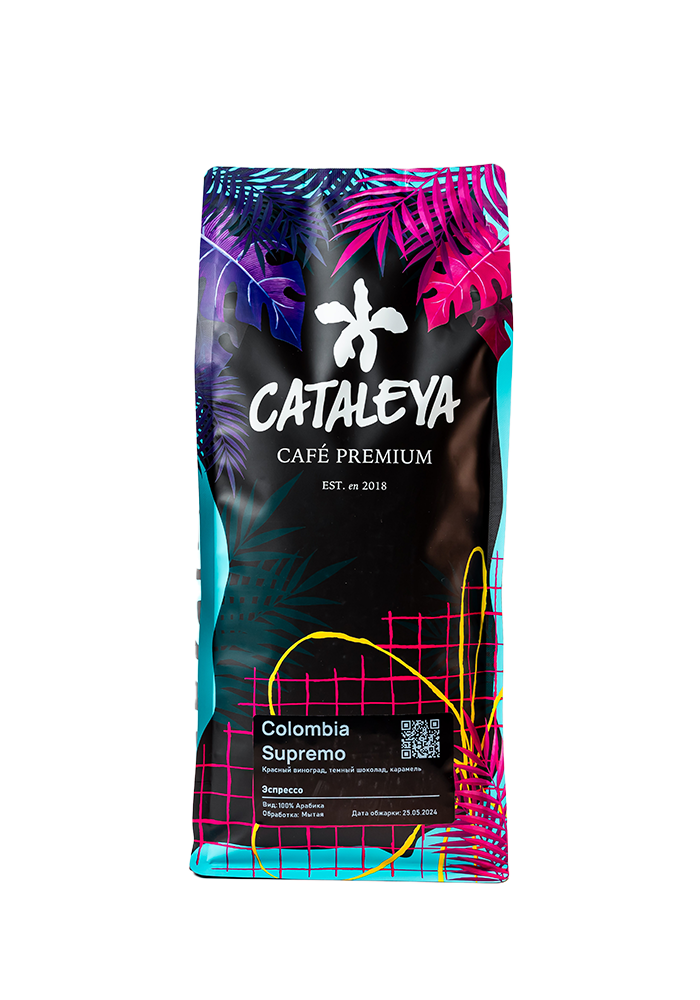 CATALEYA
CAFÉ PREMIUM
EST. en 2018
Colombia
Supremo
Красный виноград, темный шоколад, карамель
Эспрессо
Вид:100% Арабика
Обработка: Мытая
Дата обжарки: 25.05.2024